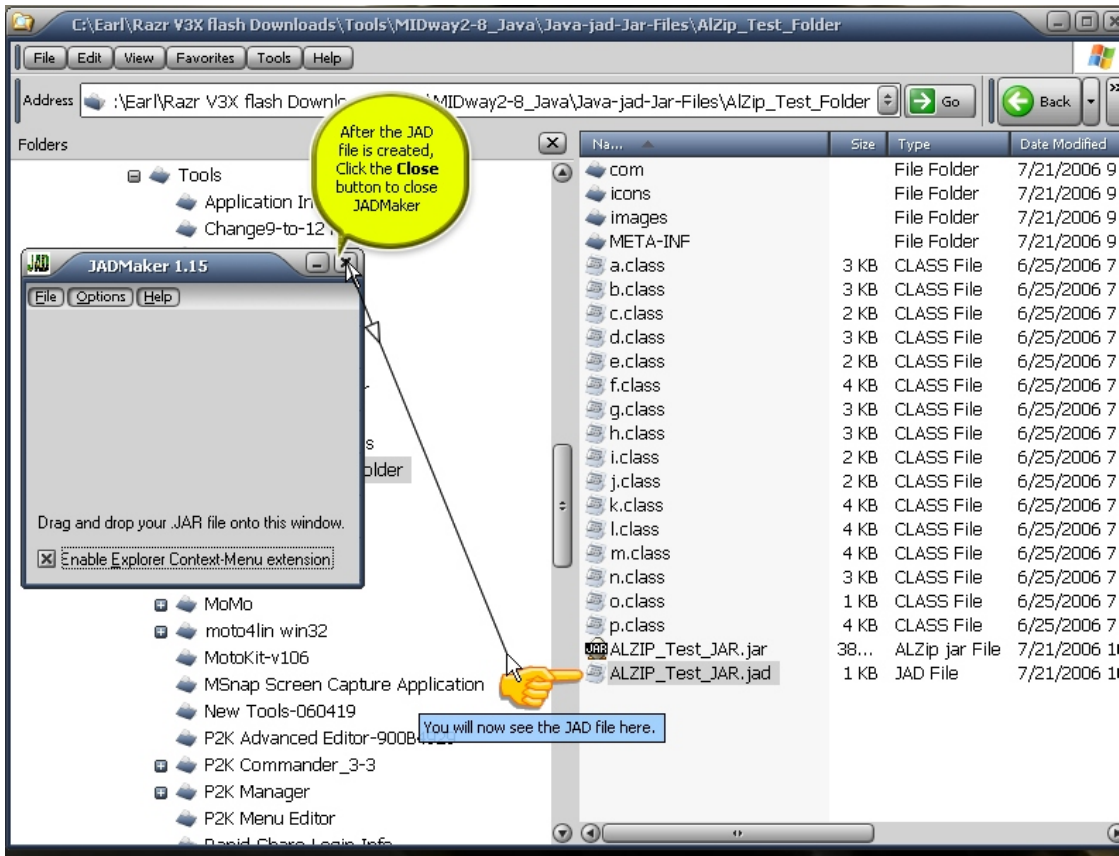 C:\Earl\Razr V3X flash Downloads\Tools\MIDway2-8_Java\Java-jad-Jar-Files\AlZip_Test_Folder
File Edit View Favorites Tools Help
Address :\Earl\Razr V3X flash Downlo MIDway2-8_Java\Java-jad-Jar-Files\AlZip_Test_Folder Go Back
After the JAD
file is created,
Click the Close
button to close
JADMaker
Folders
Tools
Application In
Change9-to-12
JAD JADMaker 1.15
File Options Help
s
older
Drag and drop your .JAR file onto this window.
Enable Explorer Context-Menu extension
MoMo
moto4lin win32
MotoKit-v106
MSnap Screen Capture Application
New Tools-060419
P2K Advanced Editor-900B4929
P2K Commander_3-3
P2K Manager
P2K Menu Editor
Rapid Share Login Info
You will now see the JAD file here.
Na... Size Type Date Modified
com File Folder 7/21/2006 9
icons File Folder 7/21/2006 9
images File Folder 7/21/2006 9
META-INF File Folder 7/21/2006 9
a.class 3 KB CLASS File 6/25/2006 7
b.class 3 KB CLASS File 6/25/2006 7
c.class 2 KB CLASS File 6/25/2006 7
d.class 3 KB CLASS File 6/25/2006 7
e.class 2 KB CLASS File 6/25/2006 7
f.class 4 KB CLASS File 6/25/2006 7
g.class 3 KB CLASS File 6/25/2006 7
h.class 3 KB CLASS File 6/25/2006 7
i.class 2 KB CLASS File 6/25/2006 7
j.class 2 KB CLASS File 6/25/2006 7
k.class 4 KB CLASS File 6/25/2006 7
l.class 4 KB CLASS File 6/25/2006 7
m.class 4 KB CLASS File 6/25/2006 7
n.class 3 KB CLASS File 6/25/2006 7
o.class 1 KB CLASS File 6/25/2006 7
p.class 4 KB CLASS File 6/25/2006 7
JAR ALZIP_Test_JAR.jar 38... ALZip jar File 7/21/2006 1
ALZIP_Test_JAR.jad 1 KB JAD File 7/21/2006 1